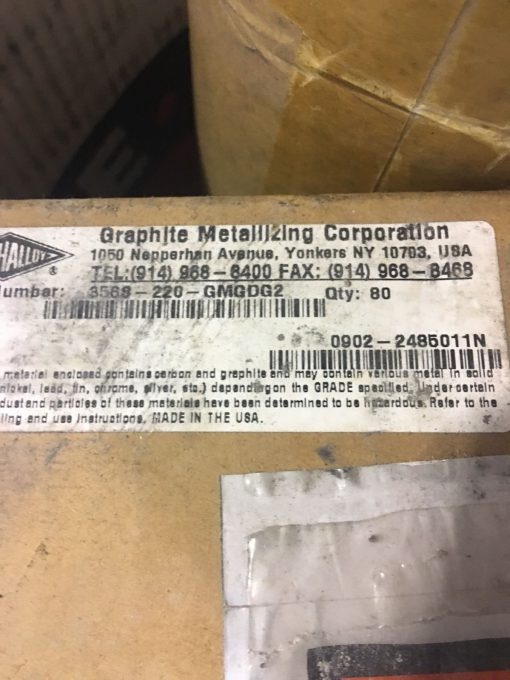 Graphite Metallizing Corporation
HALLOY ®
1050 Nepperhan Avenue, Yonkers NY 10703, USA
TEL:(914) 968-8400 FAX: (914) 968-8468
umber: 3568-220-GMGDG2 Qty: 80
0902-2485011N
material enclosed contains carbon and graphite and may contain various metal in solid
nickel, lead, tin, chrome, silver, etc.) depending on the GRADE specified. Under certain
dust and particles of these materials have been determined to be hazardous. Refer to the
ling and use instructions. MADE IN THE USA.